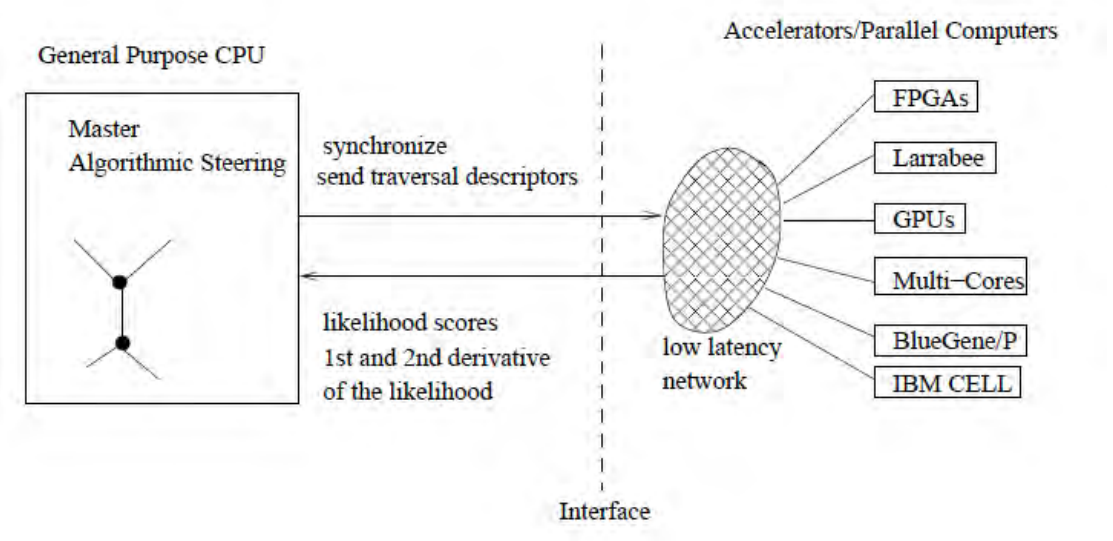 General Purpose CPU
Master
Algorithmic Steering
synchronize
send traversal descriptors
likelihood scores
1st and 2nd derivative
of the likelihood
Interface
low latency
network
Accelerators/Parallel Computers
FPGAs
Larrabee
GPUs
Multi−Cores
BlueGene/P
IBM CELL